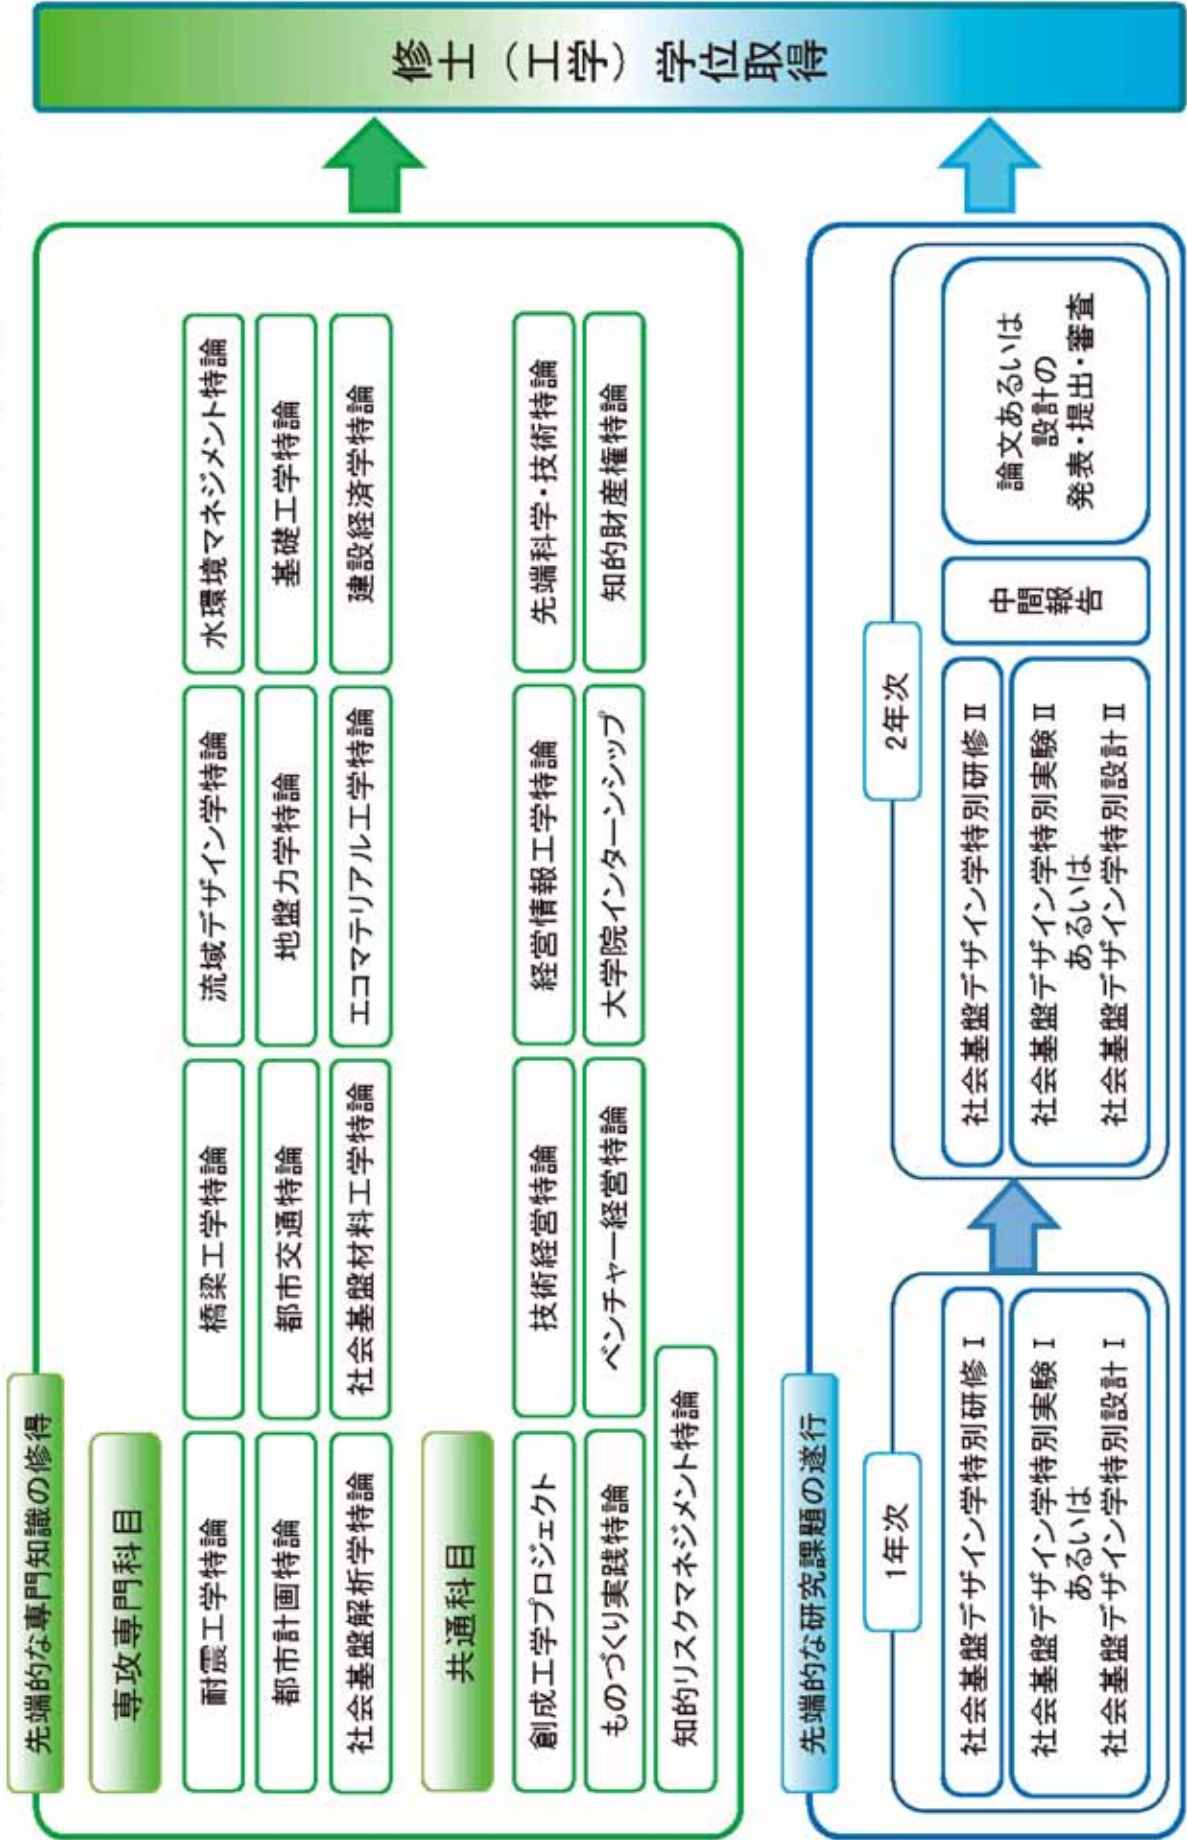 先端的な専門知識の修得
専攻専門科目
耐震工学特論
橋梁工学特論
流域デザイン学特論
水環境マネジメント特論
都市計画特論
都市交通特論
地盤力学特論
基礎工学特論
社会基盤解析学特論
社会基盤材料工学特論
エコマテリアル工学特論
建設経済学特論
共通科目
創成工学プロジェクト
技術経営特論
経営情報工学特論
先端科学・技術特論
ものづくり実践特論
ベンチャー経営特論
大学院インターンシップ
知的財産権特論
知的リスクマネジメント特論
先端的な研究課題の遂行
1年次
社会基盤デザイン学特別研修Ⅰ
社会基盤デザイン学特別実験Ⅰ
あるいは
社会基盤デザイン学特別設計Ⅰ
2年次
社会基盤デザイン学特別研修Ⅱ
社会基盤デザイン学特別実験Ⅱ
あるいは
社会基盤デザイン学特別設計Ⅱ
中間報告
論文あるいは
設計の
発表・提出・審査
修士（工学）学位取得